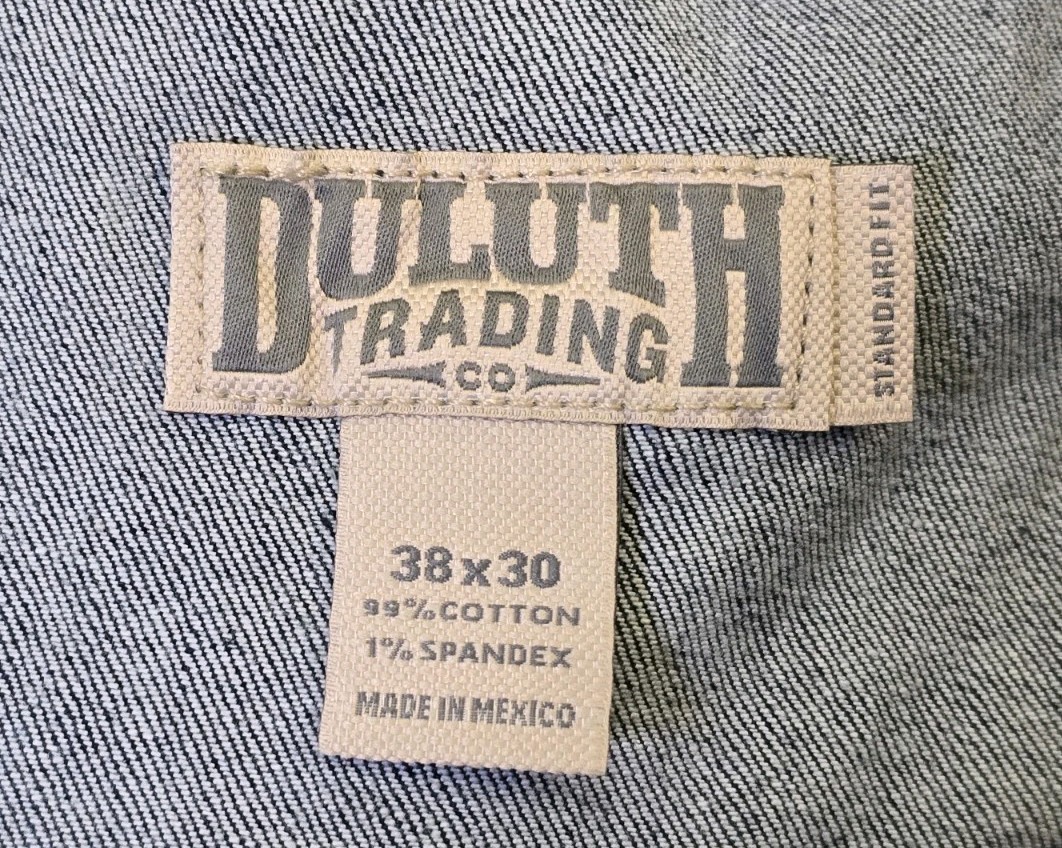 DULUTH
TRADING
CO
STANDARD FIT
38 x 30
99% COTTON
1% SPANDEX
MADE IN MEXICO